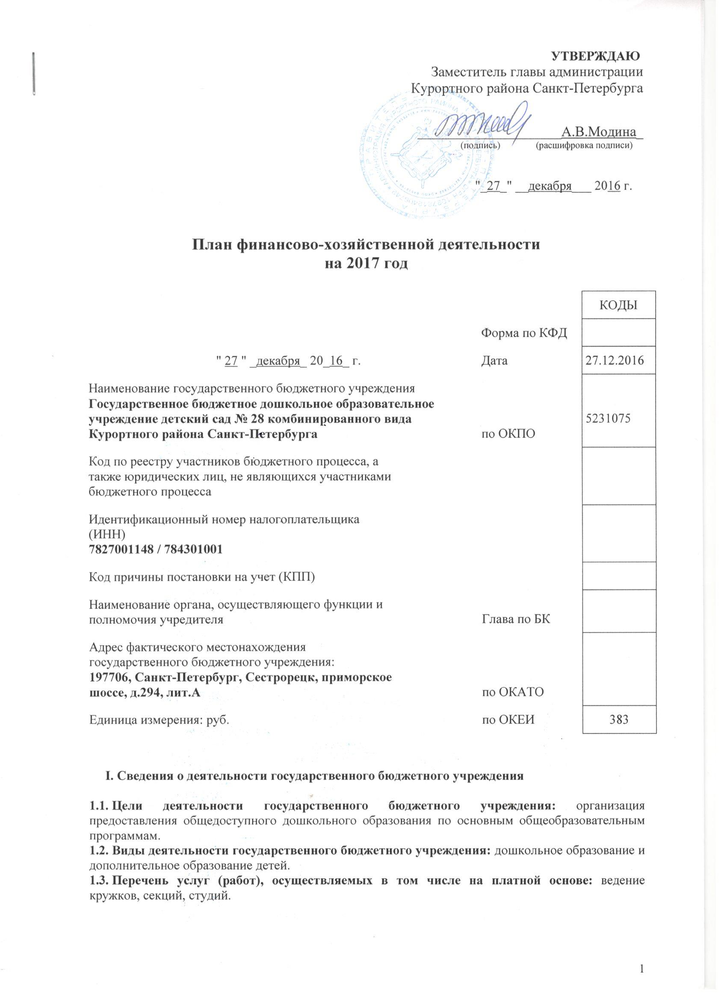 УТВЕРЖДАЮ
Заместитель главы администрации
Курортного района Санкт-Петербурга
А.В.Модина
(подпись) (расшифровка подписи)
"_27_" __декабря___ 2016 г.
План финансово-хозяйственной деятельности
на 2017 год
КОДЫ
Форма по КФД
" 27 " _декабря_ 20_16_ г. Дата 27.12.2016
Наименование государственного бюджетного учреждения
Государственное бюджетное дошкольное образовательное
учреждение детский сад № 28 комбинированного вида 5231075
Курортного района Санкт-Петербурга по ОКПО
Код по реестру участников бюджетного процесса, а
также юридических лиц, не являющихся участниками
бюджетного процесса
Идентификационный номер налогоплательщика
(ИНН)
7827001148 / 784301001
Код причины постановки на учет (КПП)
Наименование органа, осуществляющего функции и
полномочия учредителя Глава по БК
Адрес фактического местонахождения
государственного бюджетного учреждения:
197706, Санкт-Петербург, Сестрорецк, приморское
шоссе, д.294, лит.А по ОКАТО
Единица измерения: руб. по ОКЕИ 383
I. Сведения о деятельности государственного бюджетного учреждения
1.1. Цели деятельности государственного бюджетного учреждения: организация
предоставления общедоступного дошкольного образования по основным общеобразовательным
программам.
1.2. Виды деятельности государственного бюджетного учреждения: дошкольное образование и
дополнительное образование детей.
1.3. Перечень услуг (работ), осуществляемых в том числе на платной основе: ведение
кружков, секций, студий.
1